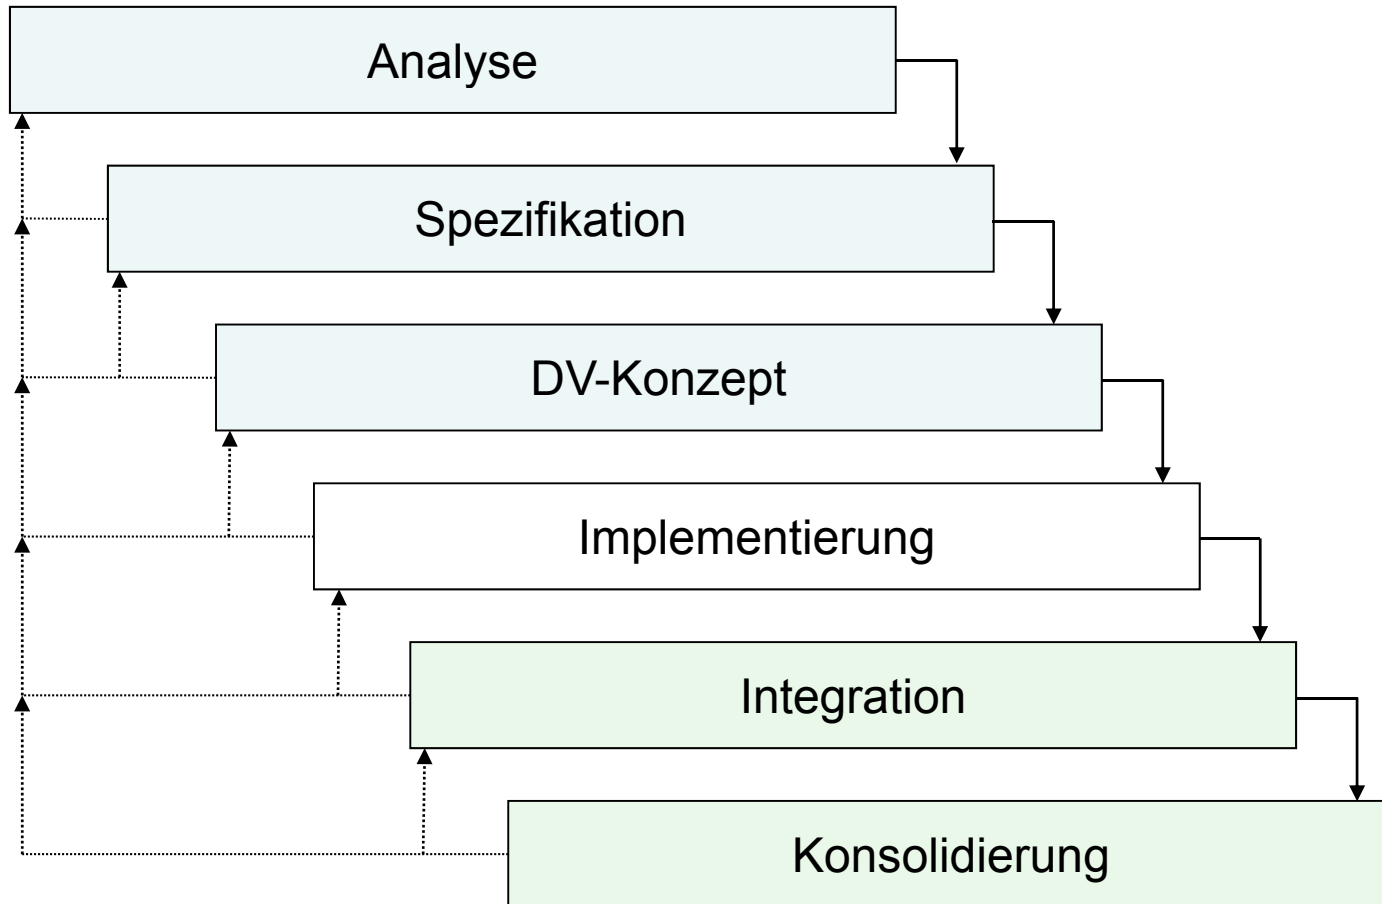 Analyse
Spezifikation
DV-Konzept
Implementierung
Integration
Konsolidierung